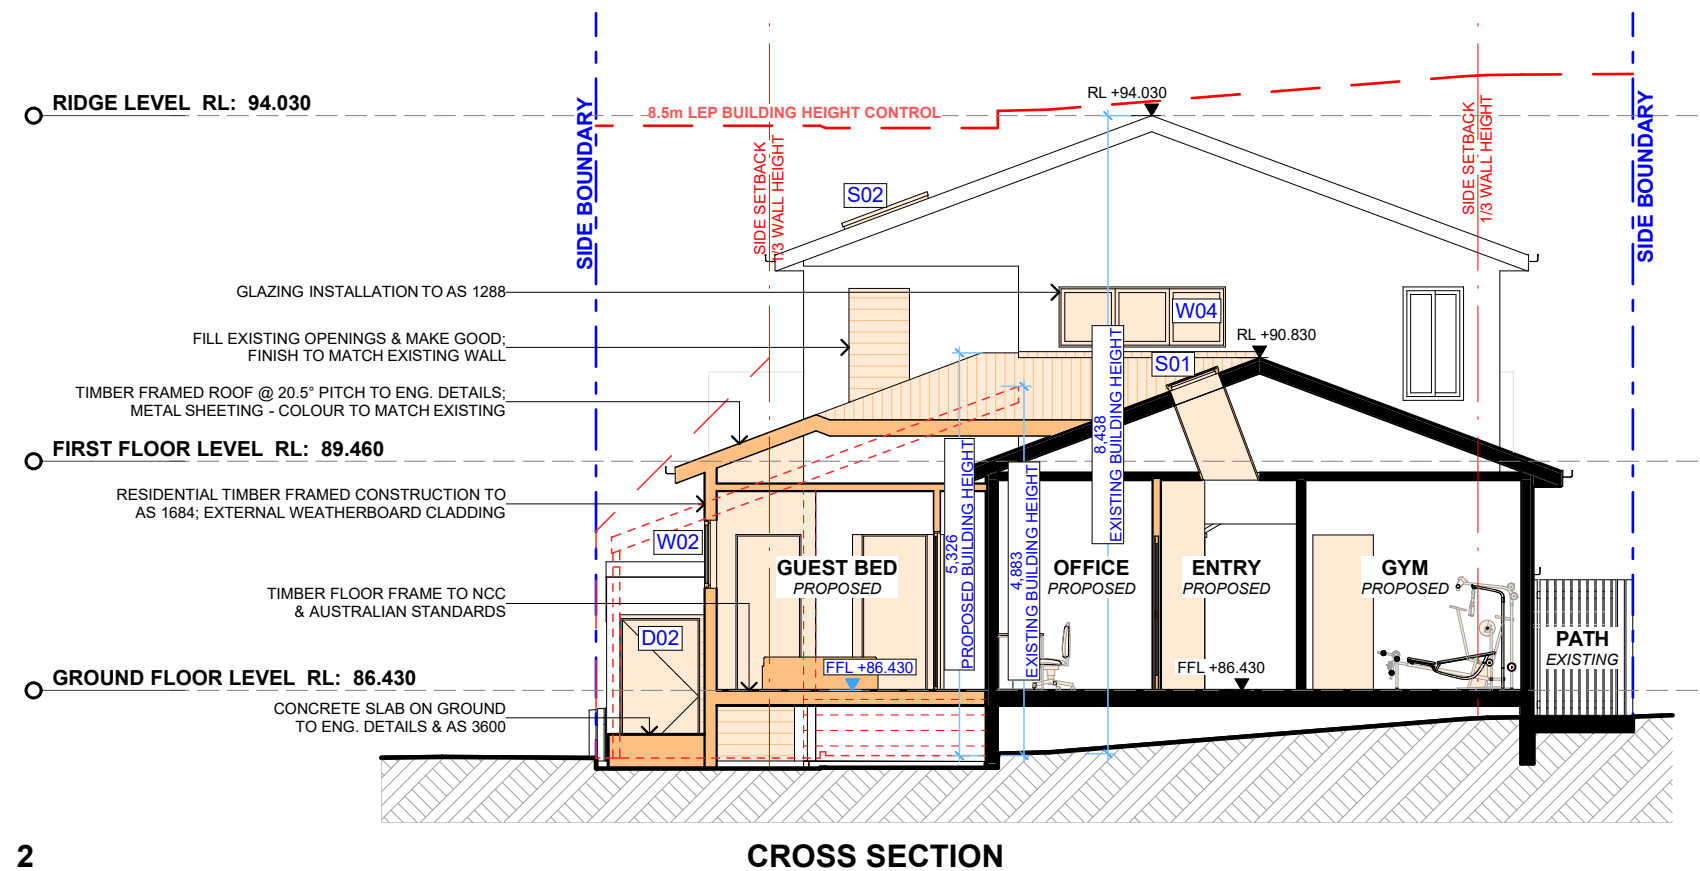 RIDGE LEVEL RL: 94.030
RL +94.030
8.5m LEP BUILDING HEIGHT CONTROL
SIDE BOUNDARY
SIDE SETBACK
1/3 WALL HEIGHT
SIDE SETBACK
1/3 WALL HEIGHT
SIDE BOUNDARY
S02
GLAZING INSTALLATION TO AS 1288
W04
FILL EXISTING OPENINGS & MAKE GOOD;
FINISH TO MATCH EXISTING WALL
RL +90.830
S01
TIMBER FRAMED ROOF @ 20.5° PITCH TO ENG. DETAILS;
METAL SHEETING - COLOUR TO MATCH EXISTING
8,438
EXISTING BUILDING HEIGHT
FIRST FLOOR LEVEL RL: 89.460
RESIDENTIAL TIMBER FRAMED CONSTRUCTION TO
AS 1684; EXTERNAL WEATHERBOARD CLADDING
W02
5,326
PROPOSED BUILDING HEIGHT
4,883
EXISTING BUILDING HEIGHT
GUEST BED
PROPOSED
OFFICE
PROPOSED
ENTRY
PROPOSED
GYM
PROPOSED
TIMBER FLOOR FRAME TO NCC
& AUSTRALIAN STANDARDS
D02
PATH
EXISTING
FFL +86.430
FFL +86.430
GROUND FLOOR LEVEL RL: 86.430
CONCRETE SLAB ON GROUND
TO ENG. DETAILS & AS 3600
2
CROSS SECTION